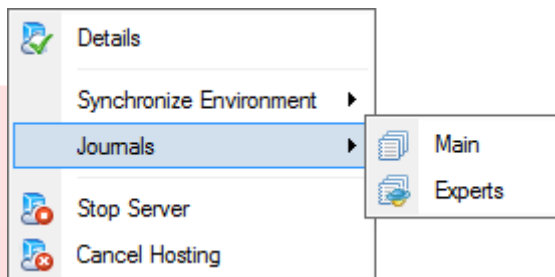 Details
Synchronize Environment
Journals
Main
Experts
Stop Server
Cancel Hosting